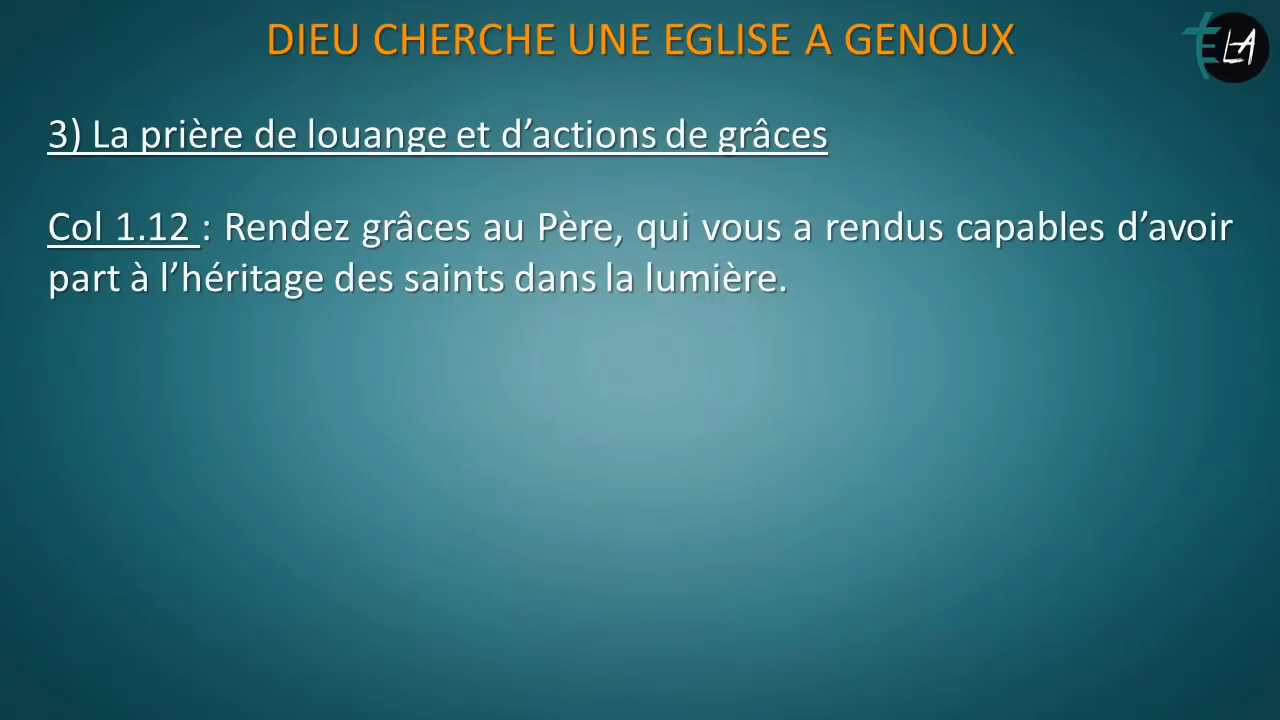 DIEU CHERCHE UNE EGLISE A GENOUX
ELA
3) La prière de louange et d’actions de grâces
Col 1.12 : Rendez grâces au Père, qui vous a rendus capables d’avoir
part à l’héritage des saints dans la lumière.